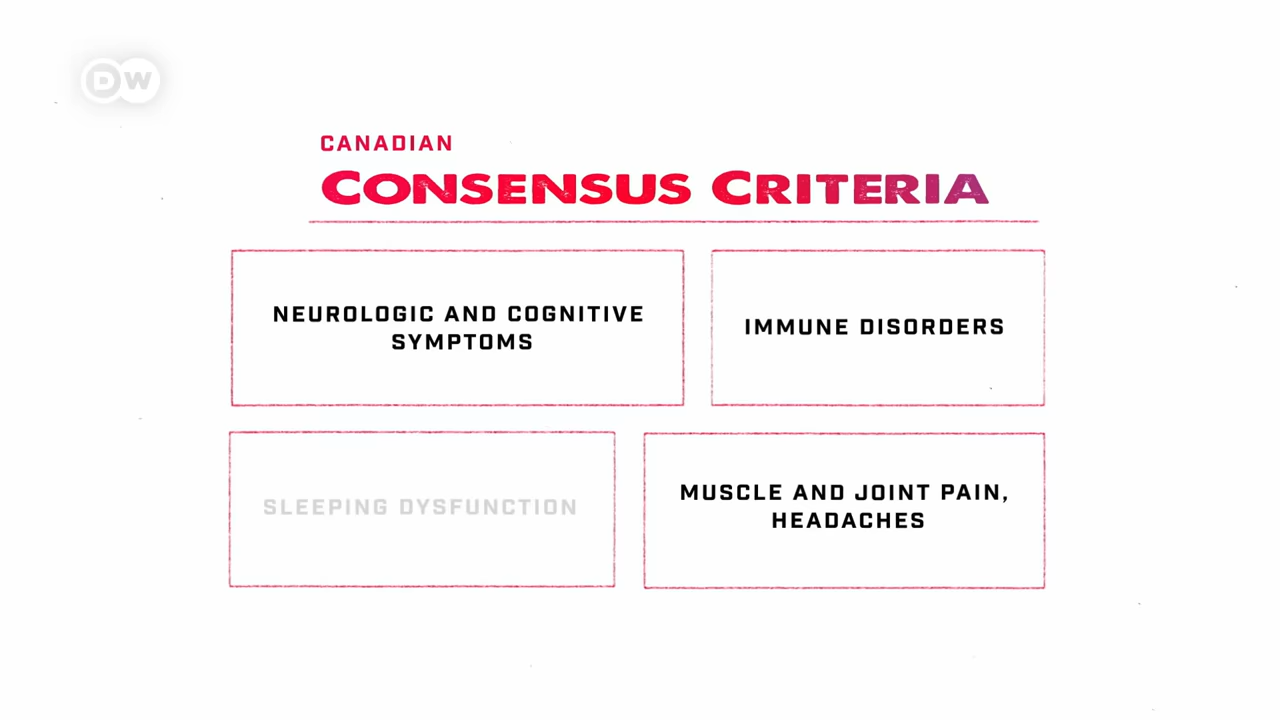 DW
CANADIAN
CONSENSUS CRITERIA
NEUROLOGIC AND COGNITIVE
SYMPTOMS
IMMUNE DISORDERS
SLEEPING DYSFUNCTION
MUSCLE AND JOINT PAIN,
HEADACHES